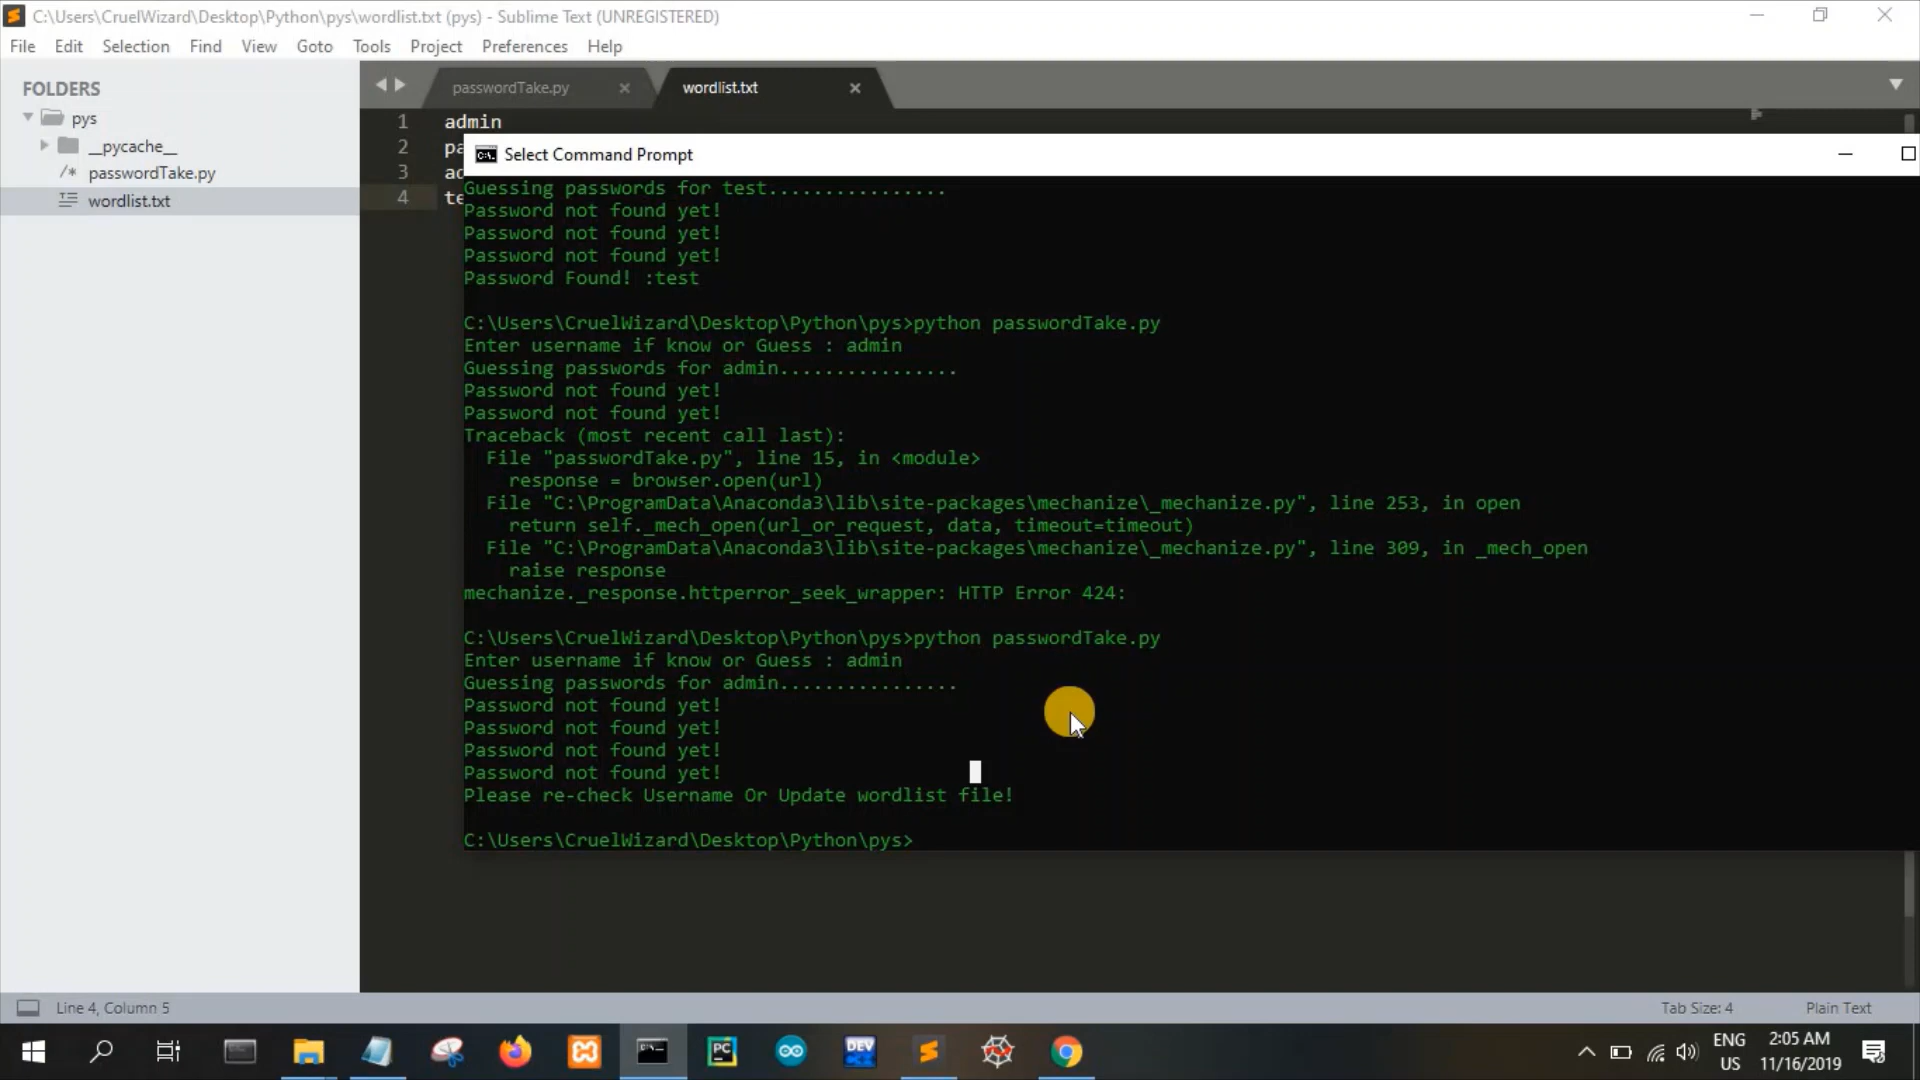 C:\Users\CruelWizard\Desktop\Python\pys\wordlist.txt (pys) - Sublime Text (UNREGISTERED)
File Edit Selection Find View Goto Tools Project Preferences Help
FOLDERS
pys
__pycache__
passwordTake.py
wordlist.txt
passwordTake.py
wordlist.txt
1 admin
2 pa
3 ad
4 te
Select Command Prompt
Guessing passwords for test................
Password not found yet!
Password not found yet!
Password not found yet!
Password Found! :test
C:\Users\CruelWizard\Desktop\Python\pys>python passwordTake.py
Enter username if know or Guess : admin
Guessing passwords for admin................
Password not found yet!
Password not found yet!
Traceback (most recent call last):
File "passwordTake.py", line 15, in <module>
response = browser.open(url)
File "C:\ProgramData\Anaconda3\lib\site-packages\mechanize\_mechanize.py", line 253, in open
return self._mech_open(url_or_request, data, timeout=timeout)
File "C:\ProgramData\Anaconda3\lib\site-packages\mechanize\_mechanize.py", line 309, in _mech_open
raise response
mechanize._response.httperror_seek_wrapper: HTTP Error 424:
C:\Users\CruelWizard\Desktop\Python\pys>python passwordTake.py
Enter username if know or Guess : admin
Guessing passwords for admin................
Password not found yet!
Password not found yet!
Password not found yet!
Password not found yet!
Please re-check Username Or Update wordlist file!
C:\Users\CruelWizard\Desktop\Python\pys>
Line 4, Column 5
Tab Size: 4
Plain Text
PC
DEV
ENG
US
2:05 AM
11/16/2019